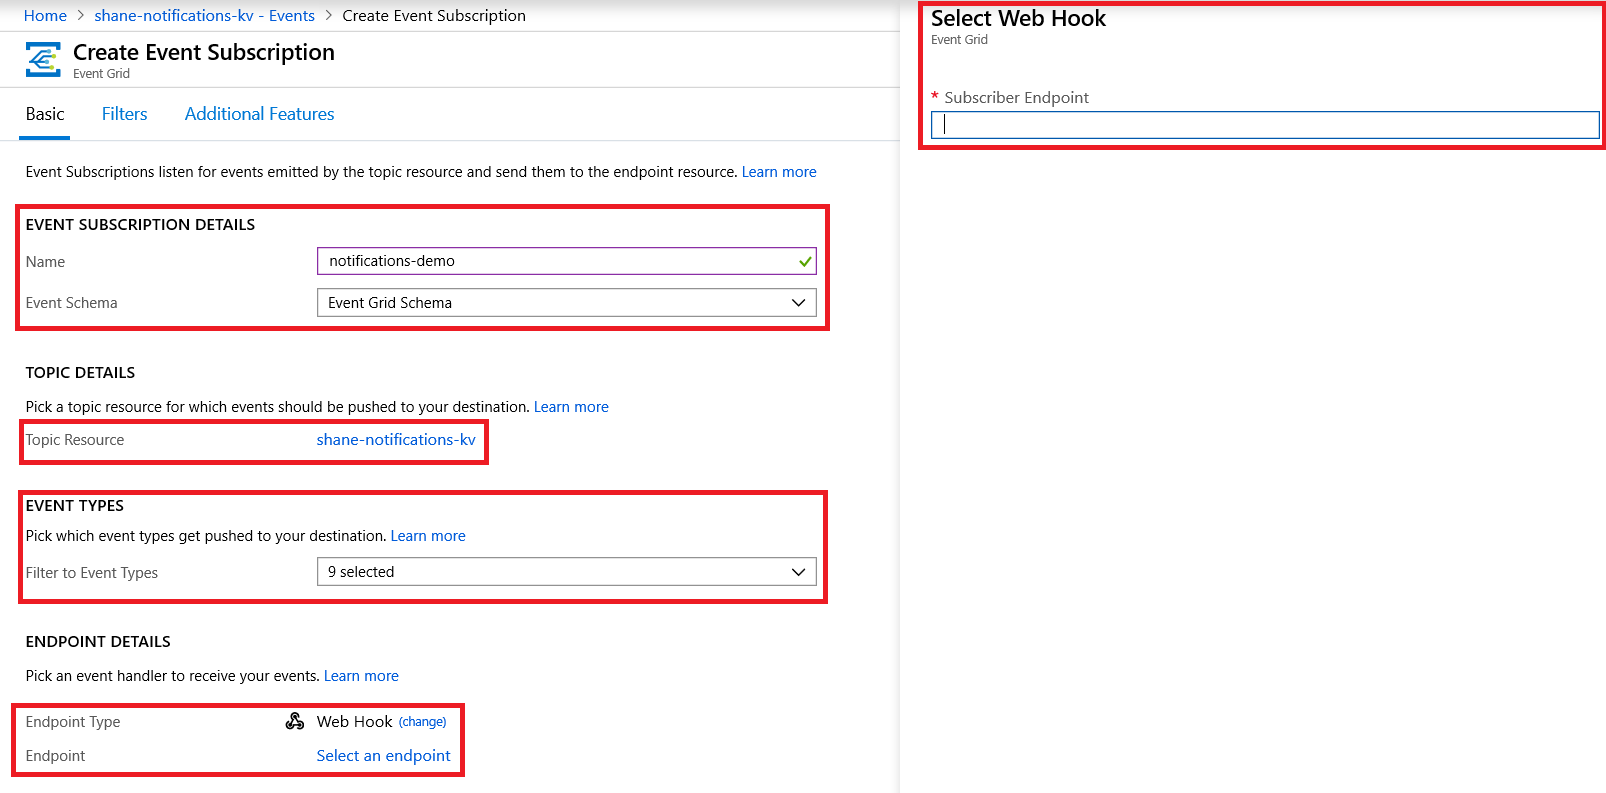 Home > shane-notifications-kv - Events > Create Event Subscription
Create Event Subscription
Event Grid
Basic Filters Additional Features
Event Subscriptions listen for events emitted by the topic resource and send them to the endpoint resource. Learn more
EVENT SUBSCRIPTION DETAILS
Name notifications-demo
Event Schema Event Grid Schema
TOPIC DETAILS
Pick a topic resource for which events should be pushed to your destination. Learn more
Topic Resource shane-notifications-kv
EVENT TYPES
Pick which event types get pushed to your destination. Learn more
Filter to Event Types 9 selected
ENDPOINT DETAILS
Pick an event handler to receive your events. Learn more
Endpoint Type Web Hook (change)
Endpoint Select an endpoint
Select Web Hook
Event Grid
* Subscriber Endpoint